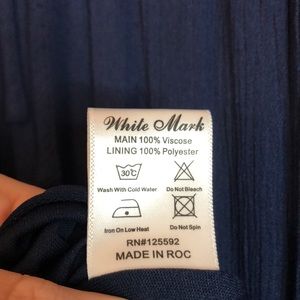 White Mark
MAIN 100% Viscose
LINING 100% Polyester
30°C
Wash With Cold Water Do Not Bleach
Iron On Low Heat Do Not Spin
RN#125592
MADE IN ROC